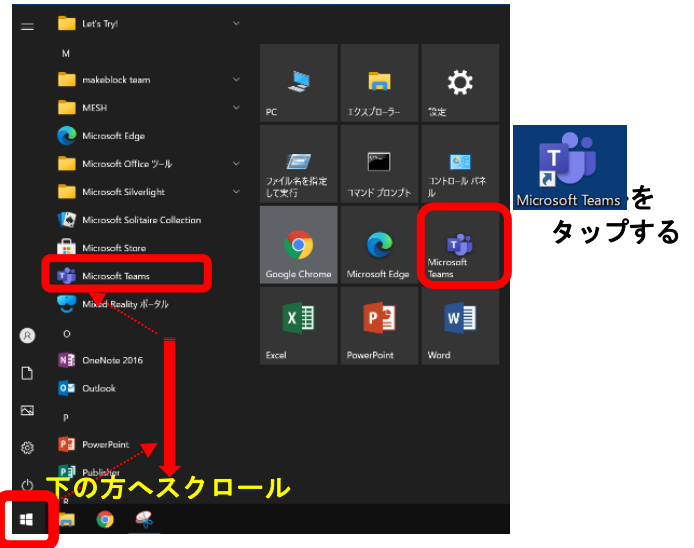 Let's Try!
M
makeblock team
MESH
Microsoft Edge
Microsoft Office ツール
Microsoft Silverlight
Microsoft Solitaire Collection
Microsoft Store
Microsoft Teams
Mixed Reality ポータル
O
OneNote 2016
Outlook
P
PowerPoint
Publisher
R
下の方へスクロール
PC
エクスプローラー
設定
ファイル名を指定
して実行
コマンド プロンプト
コントロール パネ
ル
Google Chrome
Microsoft Edge
Microsoft
Teams
Excel
PowerPoint
Word
Microsoft Teams
を
タップする